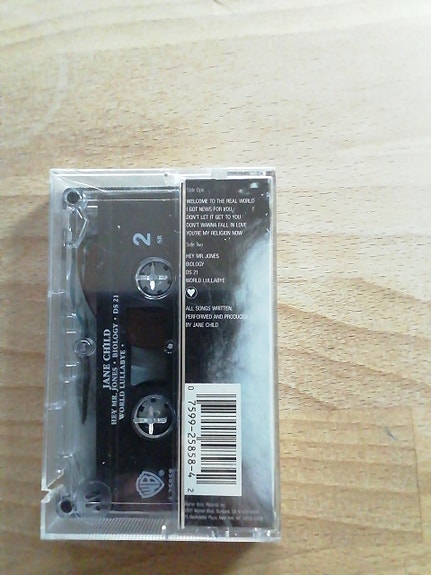 Side One
WELCOME TO THE REAL WORLD
I GOT NEWS FOR YOU
DON'T LET IT GET TO YOU
DON'T WANNA FALL IN LOVE
YOU'RE MY RELIGION NOW
Side Two
HEY MR. JONES
BIOLOGY
DS 21
WORLD LULLABYE
ALL SONGS WRITTEN,
PERFORMED AND PRODUCED
BY JANE CHILD
0 7599-25858-4 2
2
NR
JANE CHILD
HEY MR. JONES • BIOLOGY • DS 21
WORLD LULLABYE •